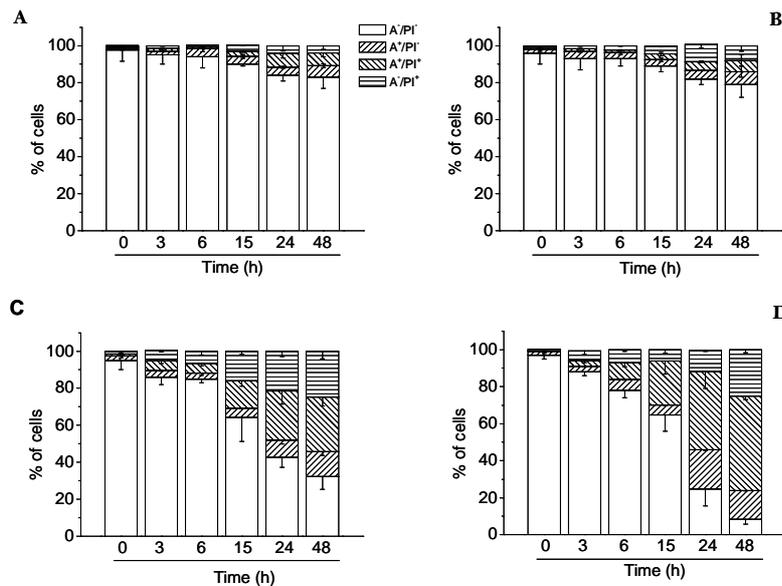 A
100
80
60
40
20
0
% of cells
0 3 6 15 24 48
Time (h)
A⁻/PI⁻
A⁺/PI⁻
A⁺/PI⁺
A⁻/PI⁺
B
100
80
60
40
20
0
% of cells
0 3 6 15 24 48
Time (h)
C
100
80
60
40
20
0
% of cells
0 3 6 15 24 48
Time (h)
D
100
80
60
40
20
0
% of cells
0 3 6 15 24 48
Time (h)